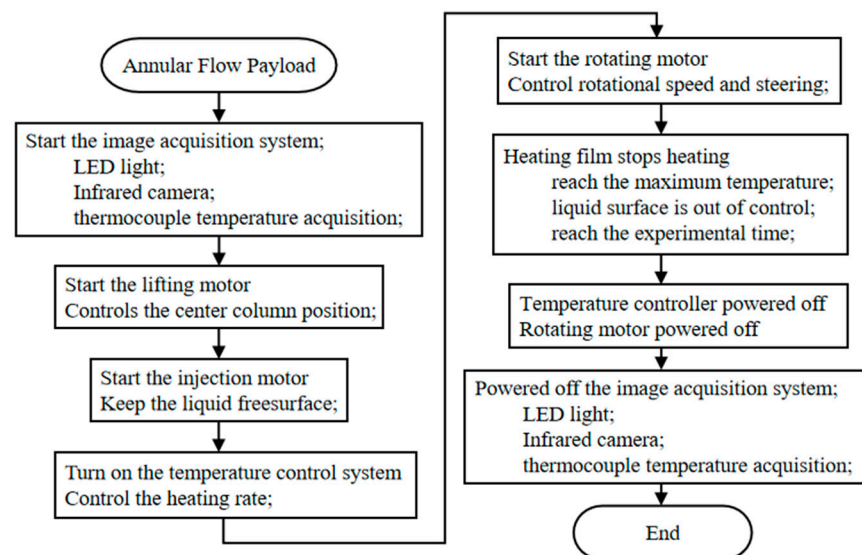 Annular Flow Payload
Start the image acquisition system;
LED light;
Infrared camera;
thermocouple temperature acquisition;
Start the lifting motor
Controls the center column position;
Start the injection motor
Keep the liquid freesurface;
Turn on the temperature control system
Control the heating rate;
Start the rotating motor
Control rotational speed and steering;
Heating film stops heating
reach the maximum temperature;
liquid surface is out of control;
reach the experimental time;
Temperature controller powered off
Rotating motor powered off
Powered off the image acquisition system;
LED light;
Infrared camera;
thermocouple temperature acquisition;
End